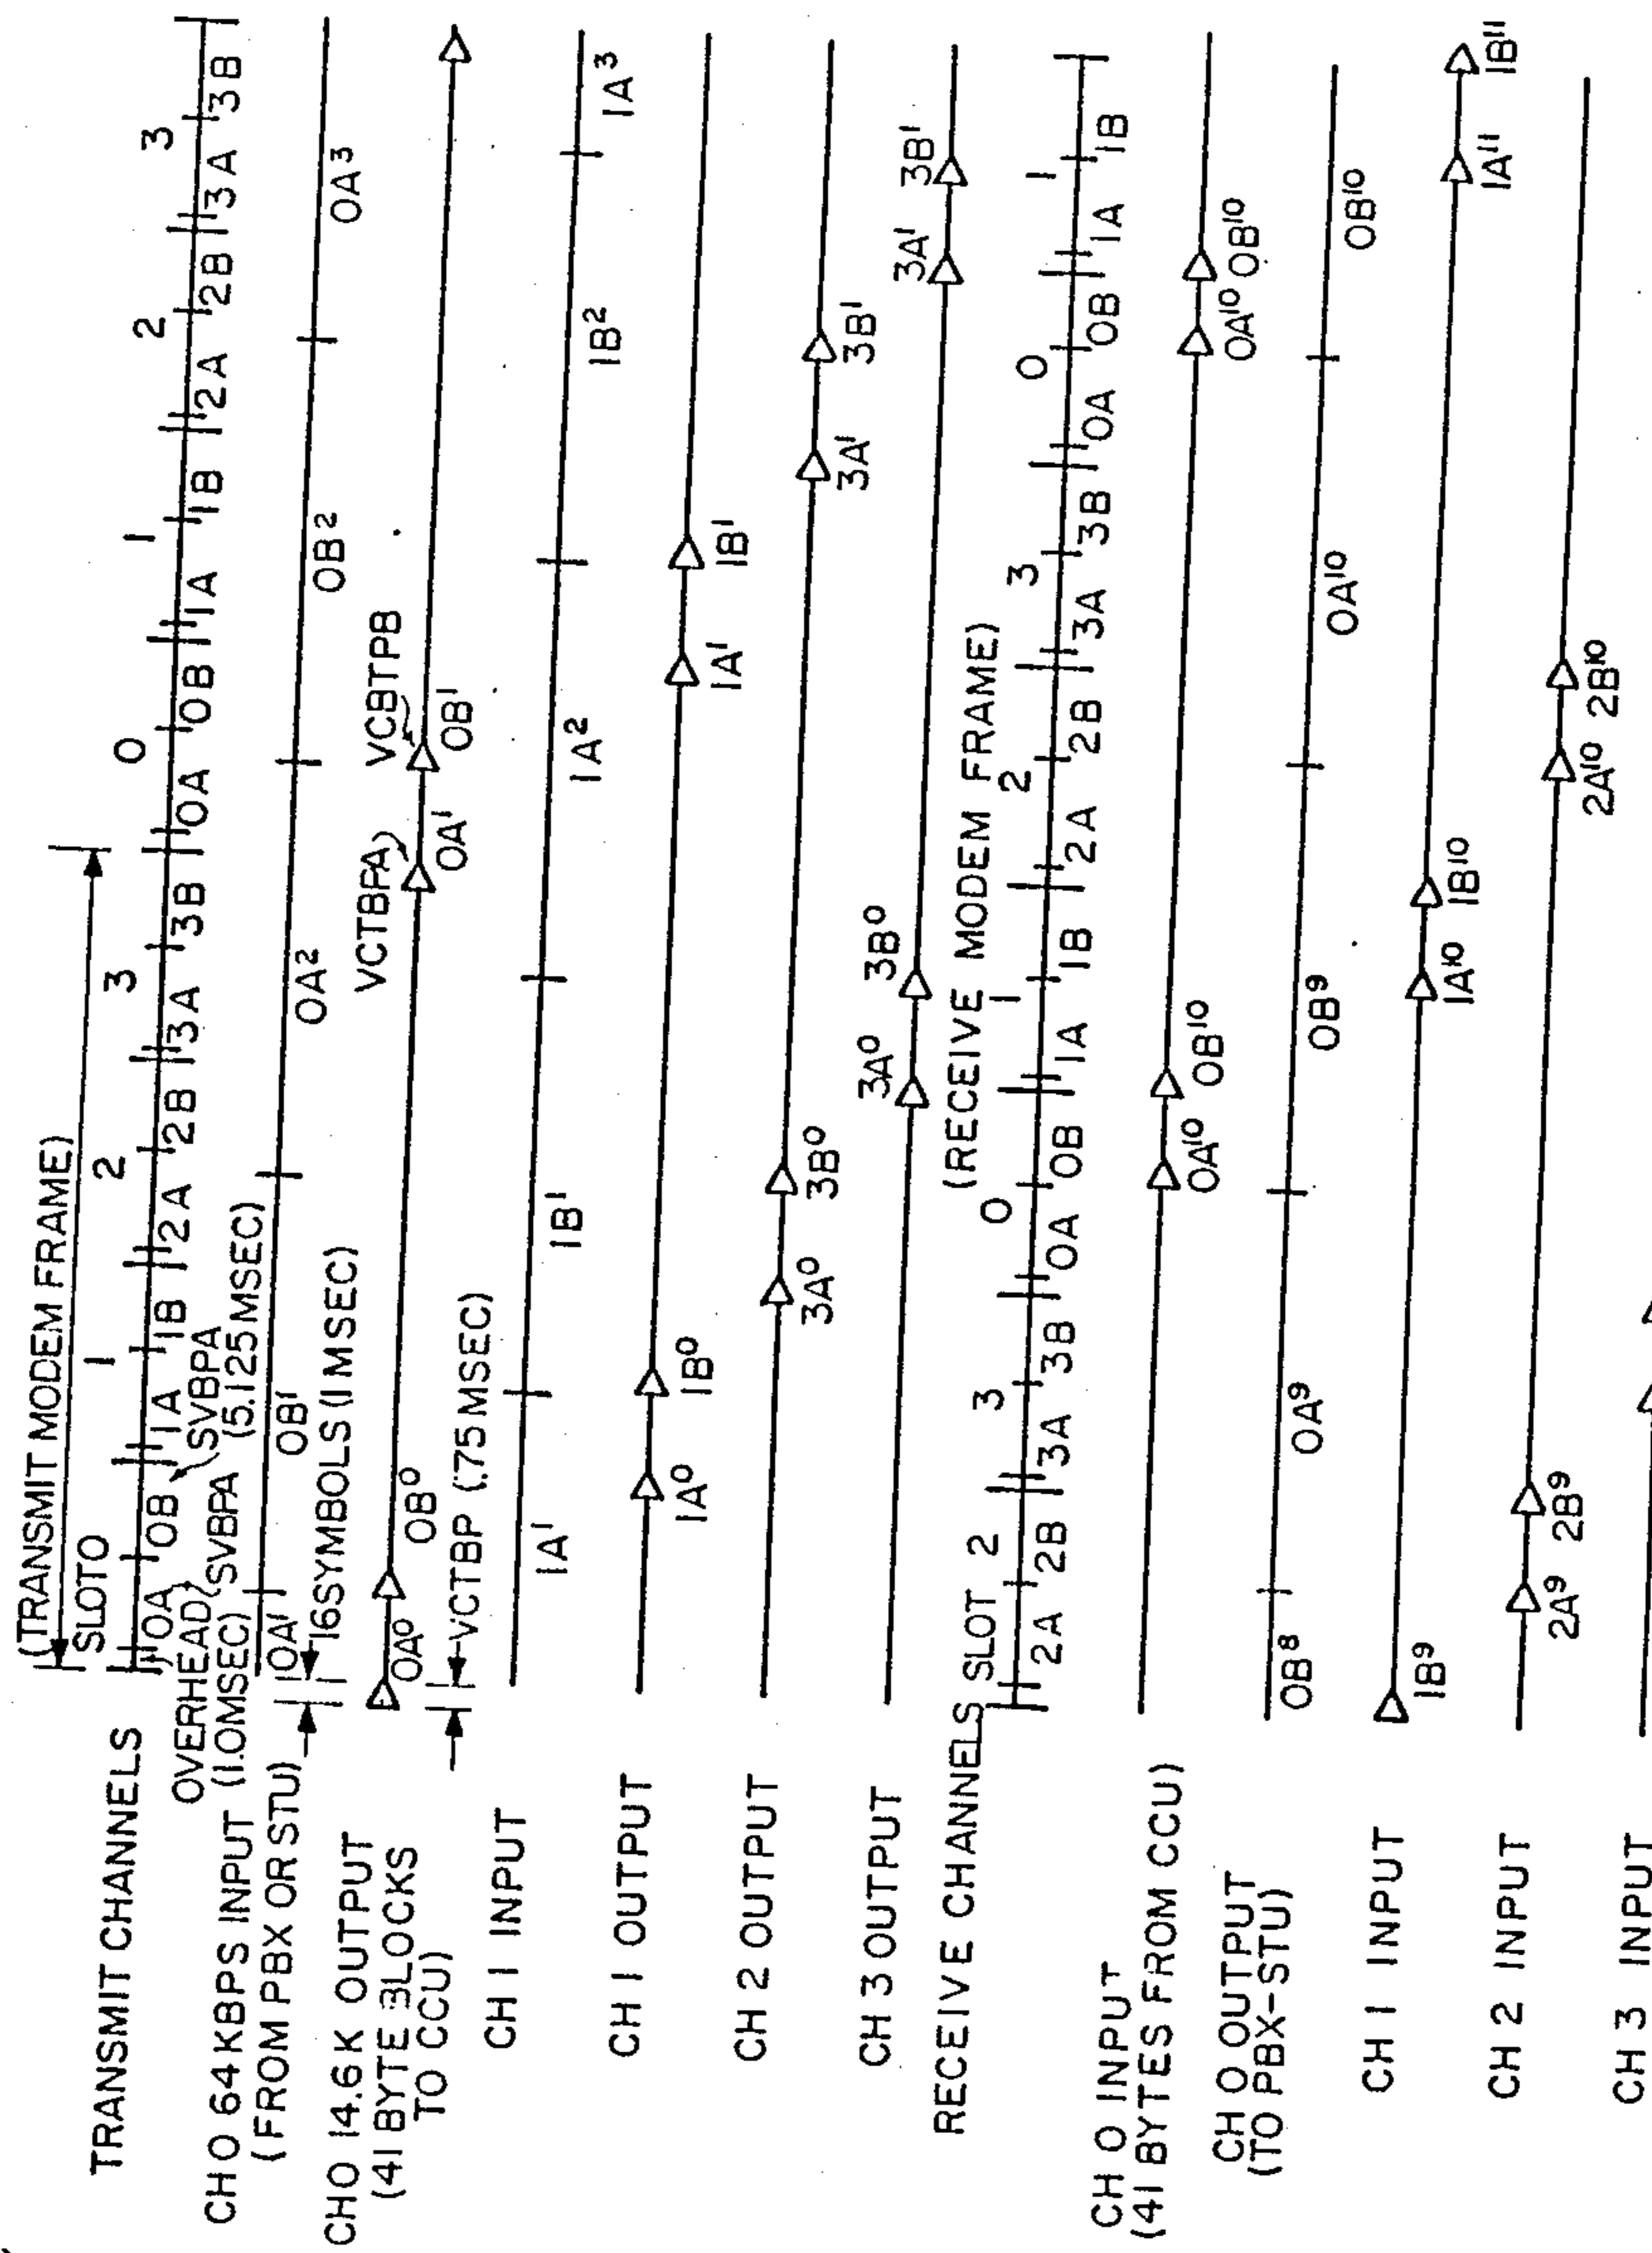 (TRANSMIT MODEM FRAME)
SLOT 0 1 2 3 0 1 2 3
TRANSMIT CHANNELS
0A 0B 1A 1B 2A 2B 3A 3B 0A 0B 1A 1B 2A 2B 3A 3B
OVERHEAD
(1.0MSEC)
SVBPA
SVBPA (5.125MSEC)
CH 0 64KBPS INPUT
(FROM PBX OR STU)
0A¹ 0B¹ 0A² 0B² 0A³
16 SYMBOLS (1 MSEC)
CH 0 14.6K OUTPUT
(41 BYTE 3LOCKS
TO CCU)
0A⁰ 0B⁰ VCTBPA 0A¹ VCBTPB 0B¹
VCTBP (.75 MSEC)
CH 1 INPUT
1A¹ 1B¹ 1A² 1B² 1A³
CH 1 OUTPUT
1A⁰ 1B⁰ 1A¹ 1B¹
CH 2 OUTPUT
3A⁰ 3B⁰ 3A¹ 3B¹
CH 3 OUTPUT
3A⁰ 3B⁰ 3A¹ 3B¹
(RECEIVE MODEM FRAME)
RECEIVE CHANNELS SLOT 2 3 0 1 2 3 0 1
2A 2B 3A 3B 0A 0B 1A 1B 2A 2B 3A 3B 0A 0B 1A 1B
CH 0 INPUT
(41 BYTES FROM CCU)
0A¹⁰ 0B¹⁰ 0A¹⁰ 0B¹⁰
CH 0 OUTPUT
(TO PBX-STU)
0B⁸ 0A⁹ 0B⁹ 0A¹⁰ 0B¹⁰
CH 1 INPUT
1B⁹ 1A¹⁰ 1B¹⁰ 1A¹¹ 1B¹¹
CH 2 INPUT
2A⁹ 2B⁹ 2A¹⁰ 2B¹⁰
CH 3 INPUT